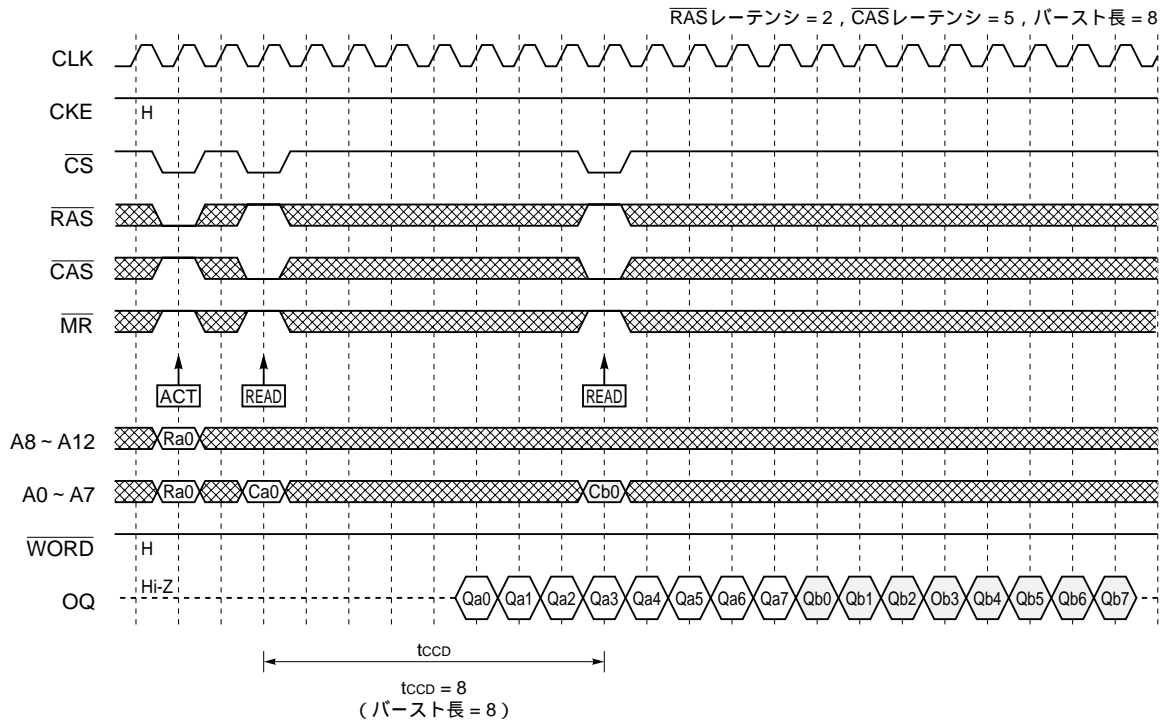 RASレーテンシ = 2 , CASレーテンシ = 5 , バースト長 = 8
CLK
CKE H
CS
RAS
CAS
MR
ACT READ READ
A8 ~ A12 Ra0
A0 ~ A7 Ra0 Ca0 Cb0
WORD H
OQ Hi-Z Qa0 Qa1 Qa2 Qa3 Qa4 Qa5 Qa6 Qa7 Qb0 Qb1 Qb2 Ob3 Qb4 Qb5 Qb6 Qb7
tCCD
tCCD = 8
( バースト長 = 8 )